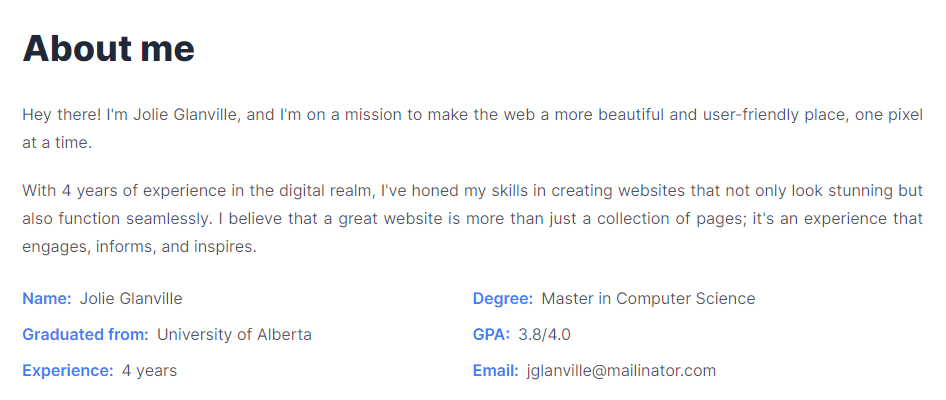 About me
Hey there! I'm Jolie Glanville, and I'm on a mission to make the web a more beautiful and user-friendly place, one pixel
at a time.
With 4 years of experience in the digital realm, I've honed my skills in creating websites that not only look stunning but
also function seamlessly. I believe that a great website is more than just a collection of pages; it's an experience that
engages, informs, and inspires.
Name: Jolie Glanville
Degree: Master in Computer Science
Graduated from: University of Alberta
GPA: 3.8/4.0
Experience: 4 years
Email: jglanville@mailinator.com